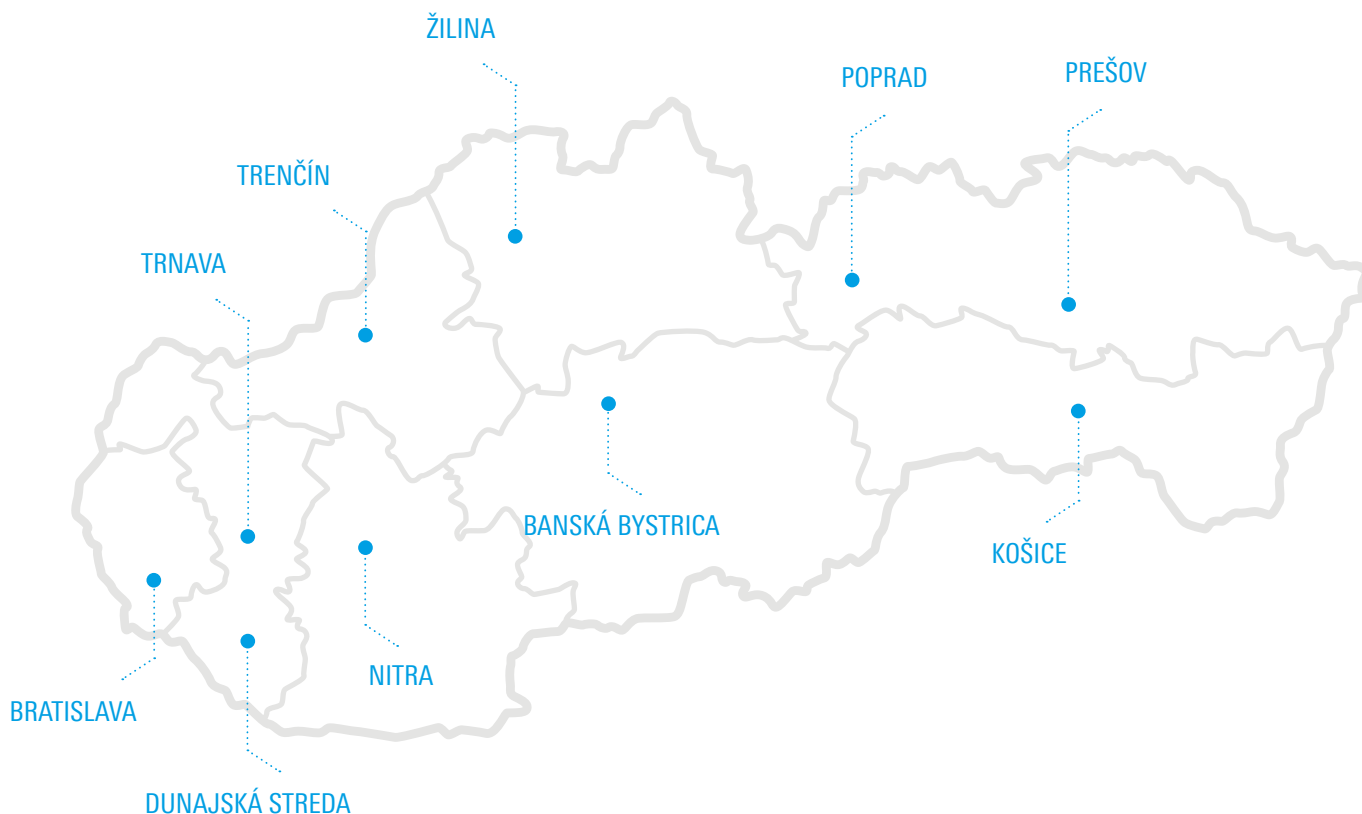 ŽILINA
POPRAD
PREŠOV
TRENČÍN
TRNAVA
BANSKÁ BYSTRICA
KOŠICE
NITRA
BRATISLAVA
DUNAJSKÁ STREDA